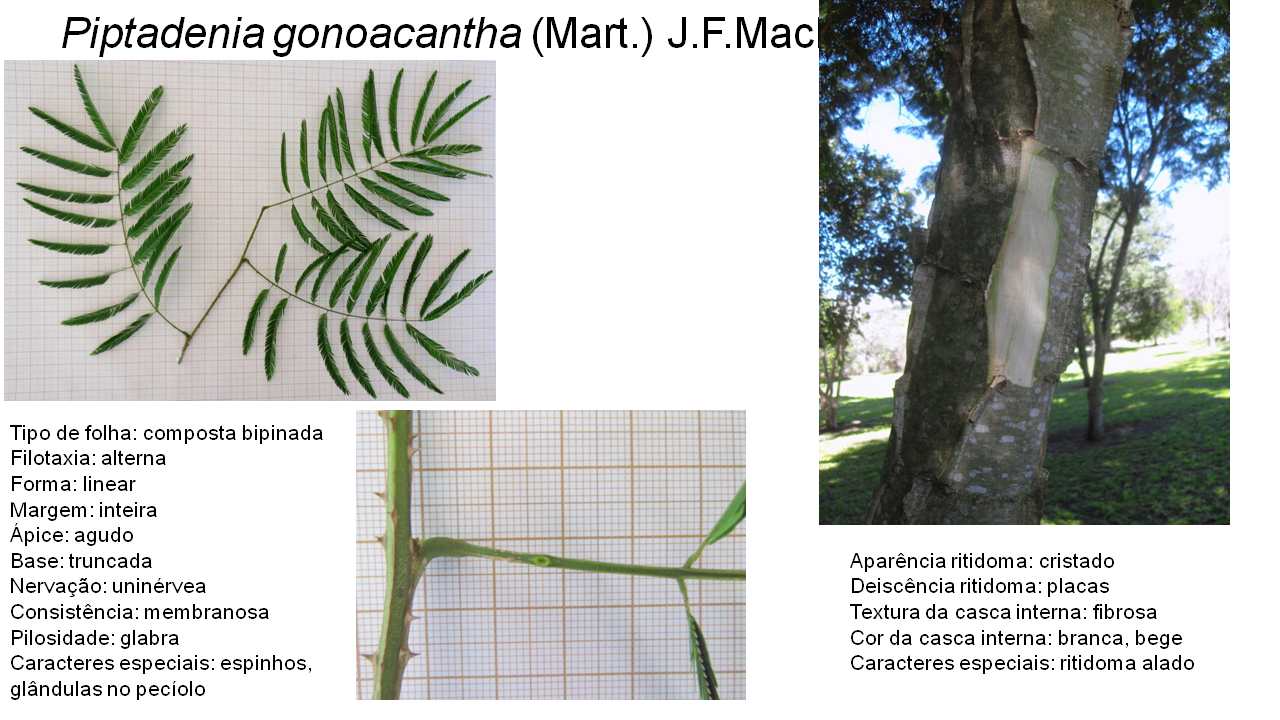 Piptadenia gonoacantha (Mart.) J.F.Mac
Tipo de folha: composta bipinada
Filotaxia: alterna
Forma: linear
Margem: inteira
Ápice: agudo
Base: truncada
Nervação: uninérvea
Consistência: membranosa
Pilosidade: glabra
Caracteres especiais: espinhos,
glândulas no pecíolo
Aparência ritidoma: cristado
Deiscência ritidoma: placas
Textura da casca interna: fibrosa
Cor da casca interna: branca, bege
Caracteres especiais: ritidoma alado